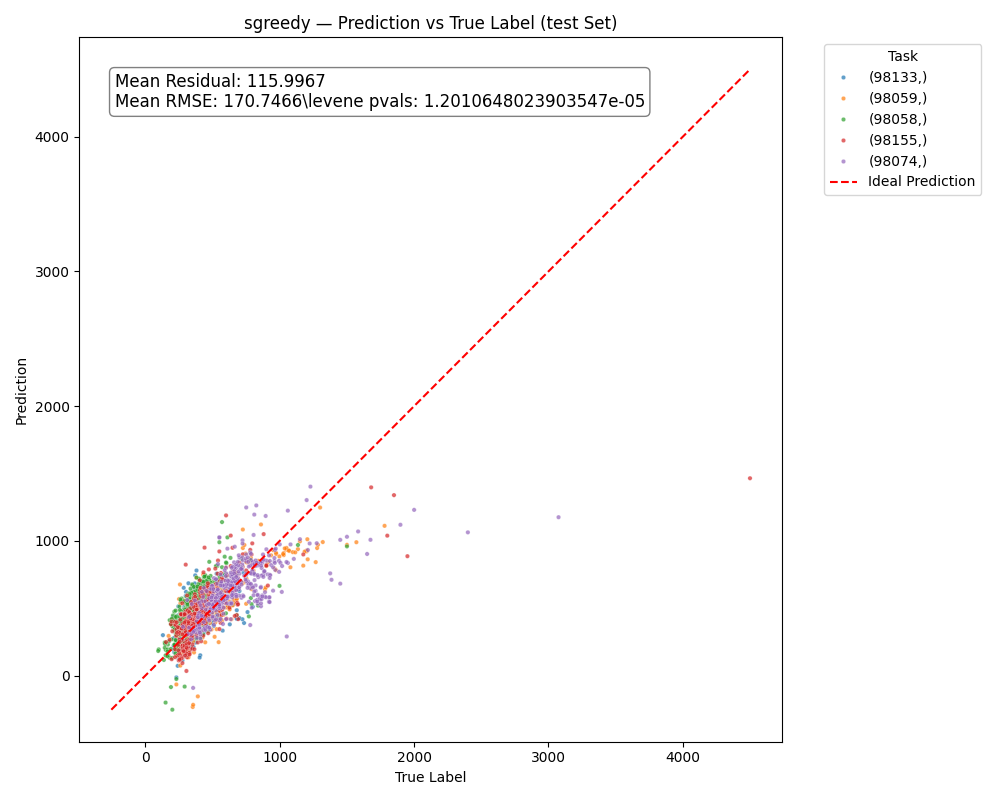 sgreedy — Prediction vs True Label (test Set)
Mean Residual: 115.9967
Mean RMSE: 170.7466\levene pvals: 1.2010648023903547e-05
Task
(98133,)
(98059,)
(98058,)
(98155,)
(98074,)
Ideal Prediction
Prediction
4000
3000
2000
1000
0
0
1000
2000
3000
4000
True Label